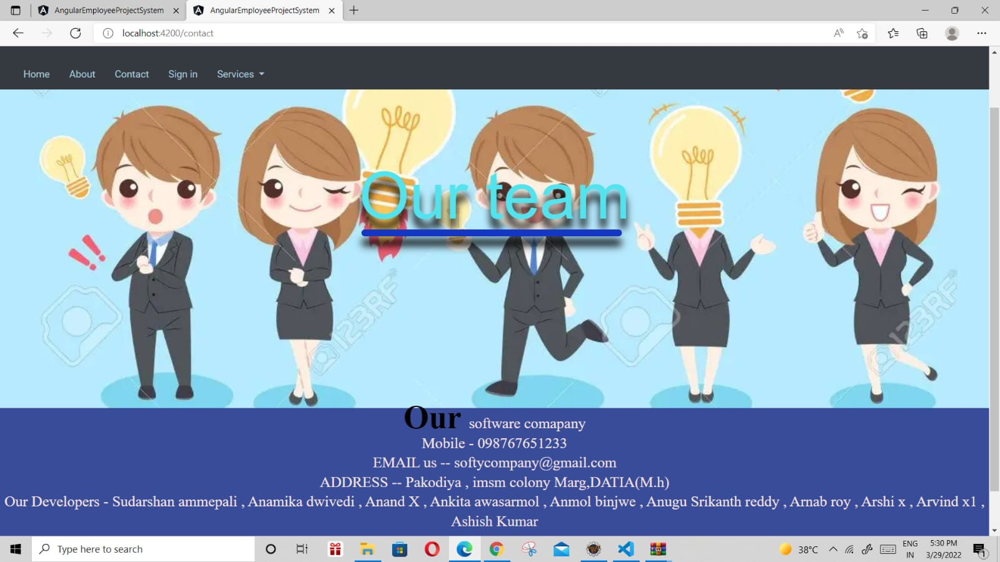 AngularEmployeeProjectSystem
AngularEmployeeProjectSystem
localhost:4200/contact
Home
About
Contact
Sign in
Services
Our team
123RF
123RF
Our software comapany
Mobile - 098767651233
EMAIL us -- softycompany@gmail.com
ADDRESS -- Pakodiya , imsm colony Marg,DATIA(M.h)
Our Developers - Sudarshan ammepali , Anamika dwivedi , Anand X , Ankita awasarmol , Anmol binjwe , Anugu Srikanth reddy , Arnab roy , Arshi x , Arvind x1 ,
Ashish Kumar
Type here to search
38°C
ENG
IN
5:30 PM
3/29/2022
1